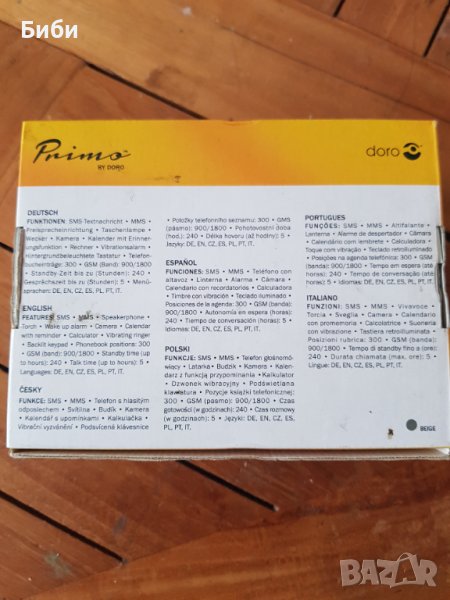 Биби
Primo™
BY DORO
doro
DEUTSCH
FUNKTIONEN: SMS Textnachricht • MMS •
Freisprecheinrichtung • Taschenlampe •
Wecker • Kamera • Kalender mit Erinner-
ungsfunktion • Rechner • Vibrationsalarm •
Hintergrundbeleuchtete Tastatur • Telefon-
bucheinträge: 300 • GSM (Band): 900/1800
• Standby-Zeit bis zu (Stunden): 240 •
Gesprächszeit bis zu (Stunden): 5 • Menü-
sprachen: DE, EN, CZ, ES, PL, PT, IT.
ENGLISH
FEATURES: SMS • MMS • Speakerphone •
Torch • Wake up alarm • Camera • Calendar
with reminder • Calculator • Vibrating ringer
• Backlit keypad • Phonebook positions: 300
• GSM (band): 900/1800 • Standby time (up
to hours): 240 • Talk time (up to hours): 5 •
Languages: DE, EN, CZ, ES, PL, PT, IT.
ČESKY
FUNKCE: SMS • MMS • Telefon s hlasitým
odposlechem • Svítilna • Budík • Kamera
• Kalendář s upomínkami • Kalkulačka •
Vibrační vyzvánění • Podsvícená klávesnice
• Položky telefonního seznamu: 300 • GMS
(pásmo): 900/1800 • Pohotovostní doba
(hod.): 240 • Délka hovoru (až hodiny): 5 •
Jazyky: DE, EN, CZ, ES, PL, PT, IT.
ESPAÑOL
FUNCIONES: SMS • MMS • Teléfono con
altavoz • Linterna • Alarma • Cámara •
Calendario con recordatorios • Calculadora
• Timbre con vibración • Teclado iluminado •
Posiciones de la agenda: 300 • GSM (banda):
900/1800 • Autonomía en espera (horas):
240 • Tiempo de conversación (horas): 5 •
Idiomas: DE, EN, CZ, ES, PL, PT, IT.
POLSKI
FUNKCJE: SMS • MMS • Telefon głośnomó-
wiący • Latarka • Budzik • Kamera • Kalen-
darz z funkcją przypominania • Kalkulator
• Dzwonek wibracyjny • Podświetlana
klawiatura • Pozycje książki telefonicznej:
300 • GSM (pasmo): 900/1800 • Czas
gotowości (w godzinach): 240 • Czas rozmowy
(w godzinach): 5 • Języki: DE, EN, CZ, ES,
PL, PT, IT.
PORTUGUES
FUNÇÕES: SMS • MMS • Altifalante
• Lanterna • Alarme de despertador • Câmara
• Calendário com lembrete • Calculadora •
Toque com vibração • Teclado retroiluminado •
Posições na agenda telefónica: 300 • GSM
(banda): 900/1800 • Tempo em espera (até
horas): 240 • Tempo de conversação (até
horas): 5 • Idiomas: DE, EN, CZ, ES, PL, PT, IT.
ITALIANO
FUNZIONI: SMS • MMS • Vivavoce •
Torcia • Sveglia • Camera • Calendario
con promemoria • Calcolatrice • Suoneria
con vibrazione • Tastiera retroilluminata •
Posizioni rubrica: 300 • GSM (banda):
900/1800 • Tempo di standby fino a (ore):
240 • Durata chiamata (max. ore): 5 •
Lingue: DE, EN, CZ, ES, PL, PT, IT.
BEIGE
BAZAR